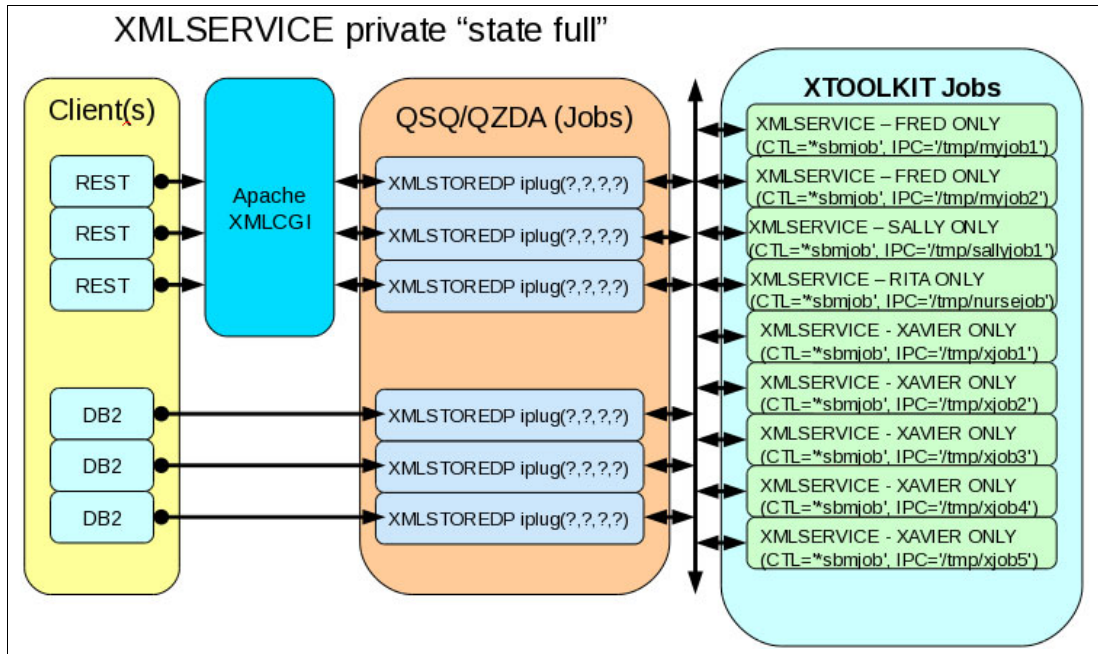 XMLSERVICE private “state full”
Client(s)
REST
REST
REST
DB2
DB2
DB2
Apache
XMLCGI
QSQ/QZDA (Jobs)
XMLSTOREDP iplug(?,?,?,?)
XMLSTOREDP iplug(?,?,?,?)
XMLSTOREDP iplug(?,?,?,?)
XMLSTOREDP iplug(?,?,?,?)
XMLSTOREDP iplug(?,?,?,?)
XMLSTOREDP iplug(?,?,?,?)
XTOOLKIT Jobs
XMLSERVICE – FRED ONLY
(CTL='*sbmjob', IPC='/tmp/myjob1')
XMLSERVICE – FRED ONLY
(CTL='*sbmjob', IPC='/tmp/myjob2')
XMLSERVICE – SALLY ONLY
(CTL='*sbmjob', IPC='/tmp/sallyjob1')
XMLSERVICE – RITA ONLY
(CTL='*sbmjob', IPC='/tmp/nursejob')
XMLSERVICE - XAVIER ONLY
(CTL='*sbmjob', IPC='/tmp/xjob1')
XMLSERVICE - XAVIER ONLY
(CTL='*sbmjob', IPC='/tmp/xjob2')
XMLSERVICE - XAVIER ONLY
(CTL='*sbmjob', IPC='/tmp/xjob3')
XMLSERVICE - XAVIER ONLY
(CTL='*sbmjob', IPC='/tmp/xjob4')
XMLSERVICE - XAVIER ONLY
(CTL='*sbmjob', IPC='/tmp/xjob5')